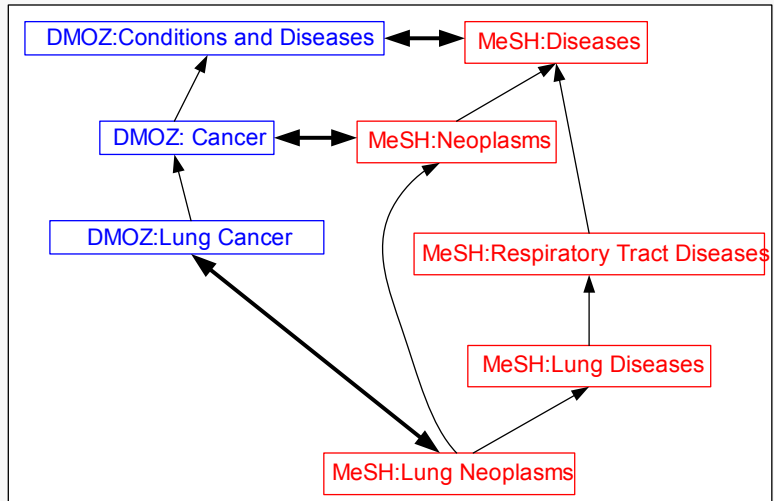 DMOZ:Conditions and Diseases
MeSH:Diseases
DMOZ: Cancer
MeSH:Neoplasms
DMOZ:Lung Cancer
MeSH:Respiratory Tract Diseases
MeSH:Lung Diseases
MeSH:Lung Neoplasms